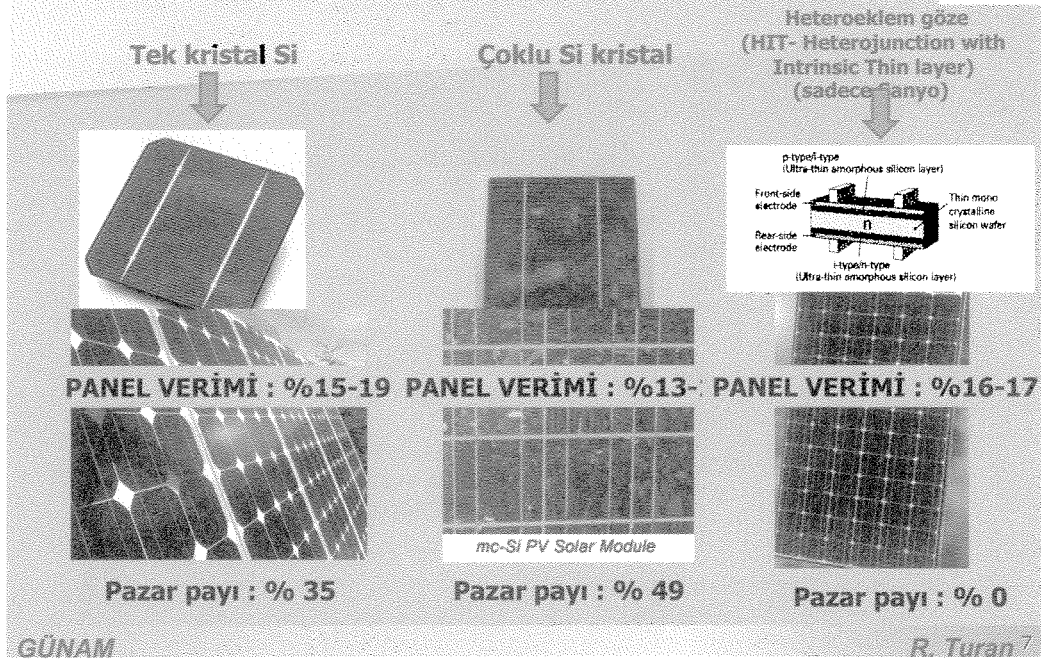 Tek kristal Si
Çoklu Si kristal
Heteroeklem göze
(HIT- Heterojunction with
Intrinsic Thin layer)
(sadece Sanyo)
p-type/i-type
(Ultra-thin amorphous silicon layer)
Front-side
electrode
Thin mono
crystalline
silicon wafer
n
Rear-side
electrode
i-type/n-type
(Ultra-thin amorphous silicon layer)
PANEL VERİMİ : %15-19
PANEL VERİMİ : %13-
PANEL VERİMİ : %16-17
mc-Si PV Solar Module
Pazar payı : % 35
Pazar payı : % 49
Pazar payı : % 0
GÜNAM
R. Turan 7